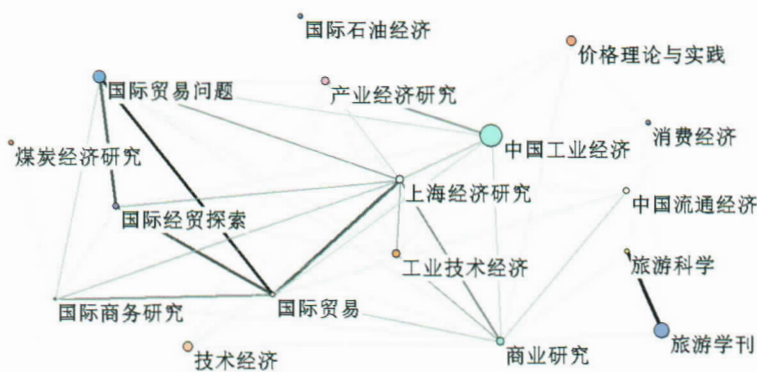 国际石油经济
价格理论与实践
国际贸易问题
产业经济研究
消费经济
煤炭经济研究
中国工业经济
上海经济研究
中国流通经济
国际经贸探索
工业技术经济
旅游科学
国际商务研究
国际贸易
旅游学刊
技术经济
商业研究